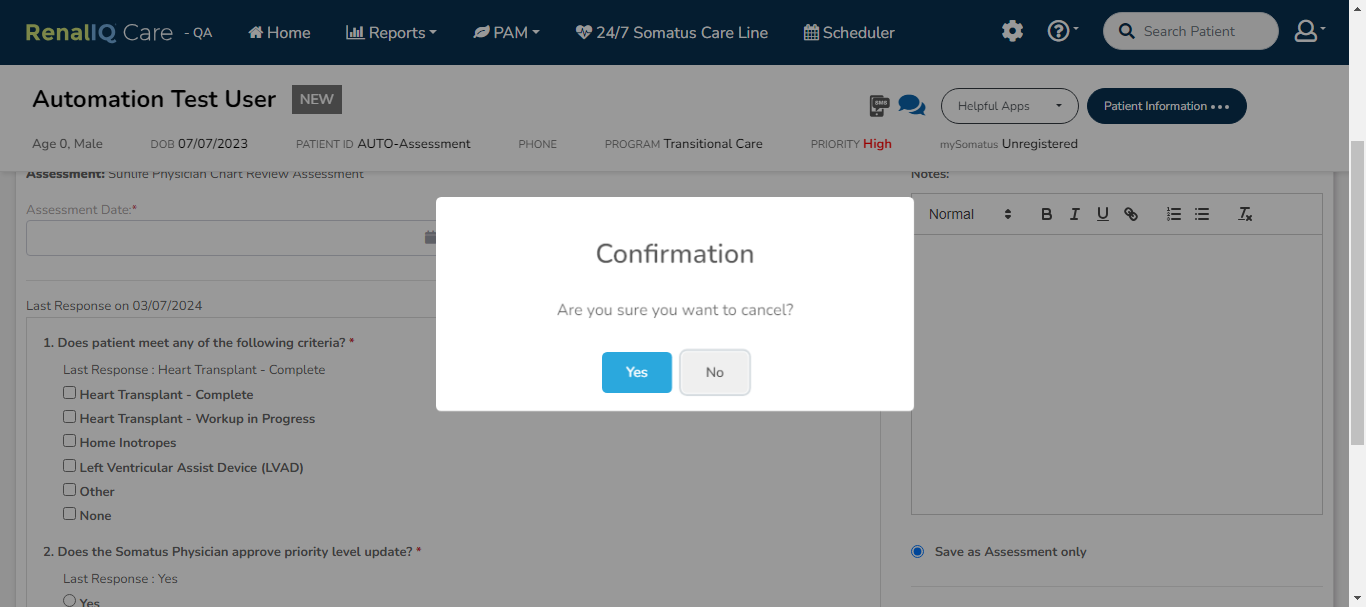 RenalIQ Care - QA Home Reports PAM 24/7 Somatus Care Line Scheduler Search Patient
Automation Test User NEW
SMS Helpful Apps Patient Information
Age 0, Male DOB 07/07/2023 PATIENT ID AUTO-Assessment PHONE PROGRAM Transitional Care PRIORITY High mySomatus Unregistered
Assessment: Sunlife Physician Chart Review Assessment
Notes:
Assessment Date:*
Normal B I U
Confirmation
Are you sure you want to cancel?
Yes No
Last Response on 03/07/2024
1. Does patient meet any of the following criteria? *
Last Response : Heart Transplant - Complete
Heart Transplant - Complete
Heart Transplant - Workup in Progress
Home Inotropes
Left Ventricular Assist Device (LVAD)
Other
None
2. Does the Somatus Physician approve priority level update? *
Save as Assessment only
Last Response : Yes
Yes